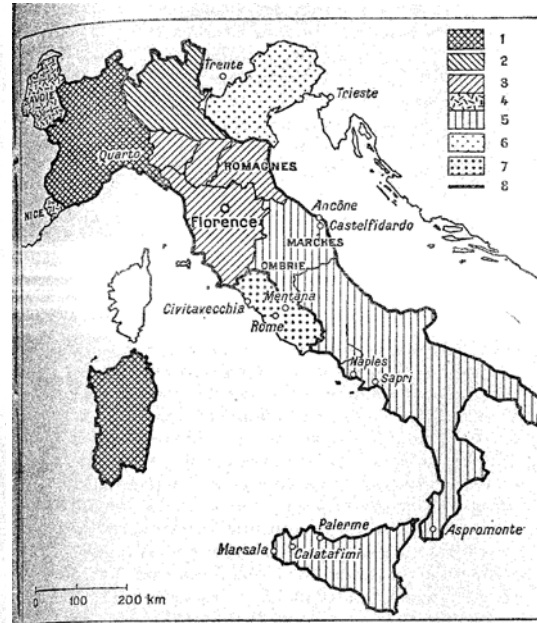 1
2
3
4
5
6
7
8
Trente
Trieste
SAVOIE
Quarto
ROMAGNES
NICE
Florence
Ancône
Castelfidardo
MARCHES
OMBRIE
Civitavecchia
Mentana
Rome
Naples
Sapri
Palerme
Marsala
Calatafimi
Aspromonte
0 100 200 km